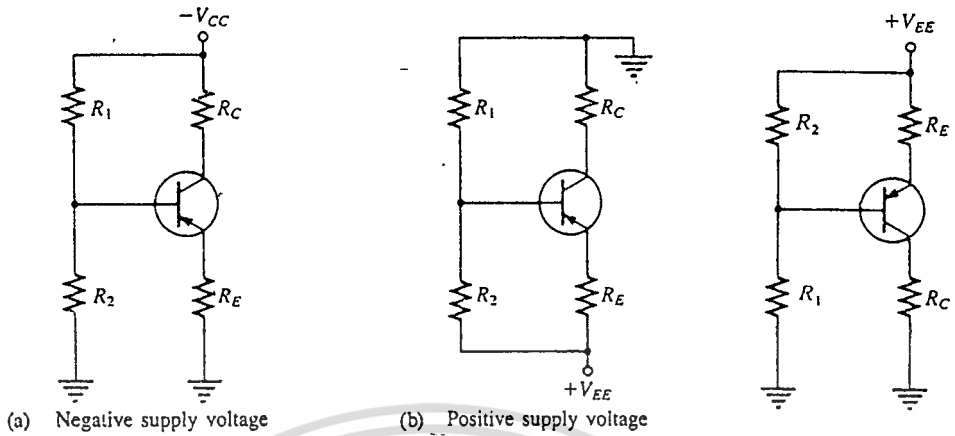 −V_CC
R_1
R_C
R_2
R_E
(a) Negative supply voltage
R_1
R_C
R_2
R_E
+V_EE
(b) Positive supply voltage
+V_EE
R_2
R_E
R_1
R_C